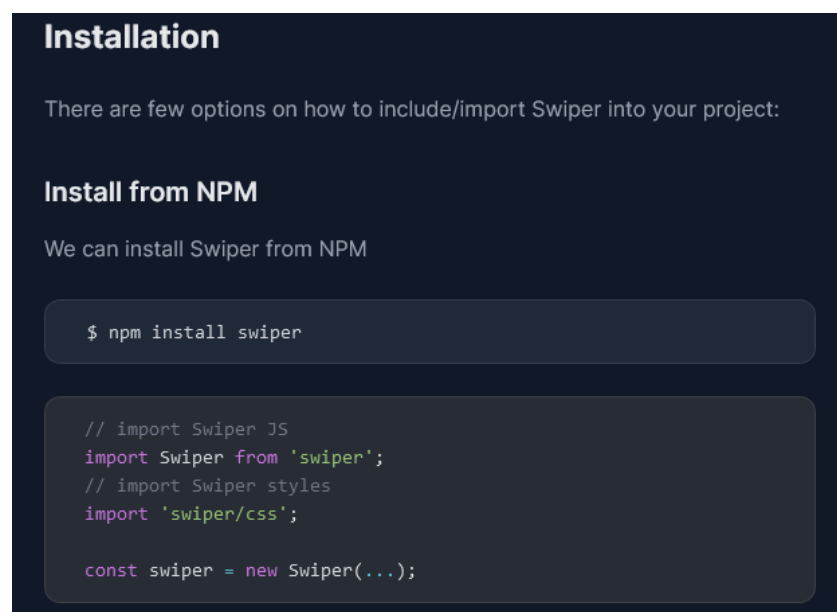 Installation
There are few options on how to include/import Swiper into your project:
Install from NPM
We can install Swiper from NPM
$ npm install swiper
// import Swiper JS
import Swiper from 'swiper';
// import Swiper styles
import 'swiper/css';
const swiper = new Swiper(...);